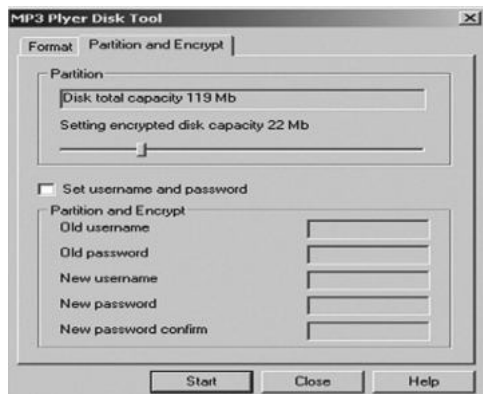 MP3 Plyer Disk Tool
Format
Partition and Encrypt
Partition
Disk total capacity 119 Mb
Setting encrypted disk capacity 22 Mb
Set username and password
Partition and Encrypt
Old username
Old password
New username
New password
New password confirm
Start
Close
Help